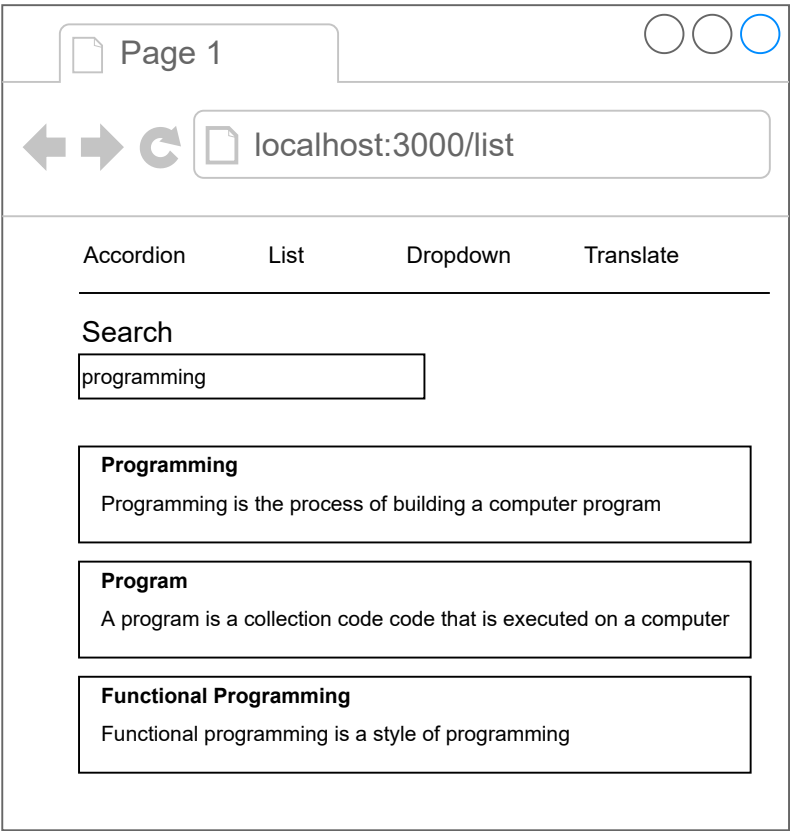 Page 1
localhost:3000/list
Accordion List Dropdown Translate
Search
programming
Programming
Programming is the process of building a computer program
Program
A program is a collection code code that is executed on a computer
Functional Programming
Functional programming is a style of programming